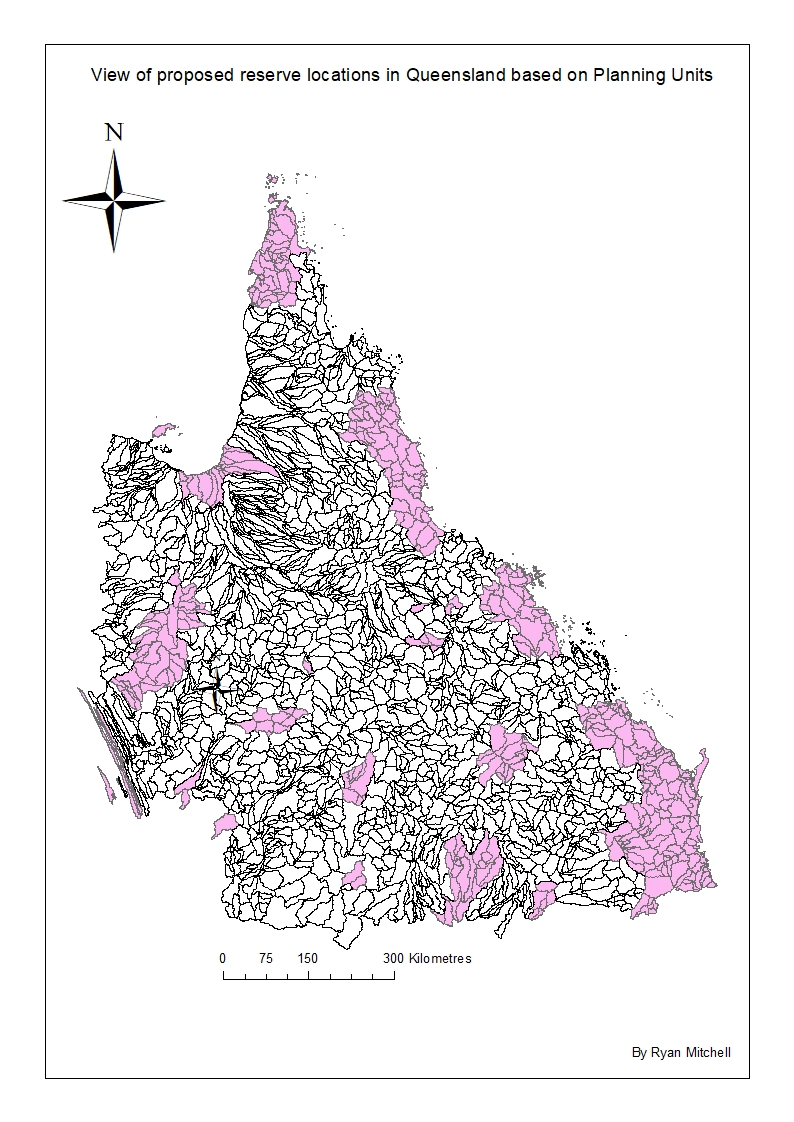 View of proposed reserve locations in Queensland based on Planning Units
N
0 75 150 300 Kilometres
By Ryan Mitchell